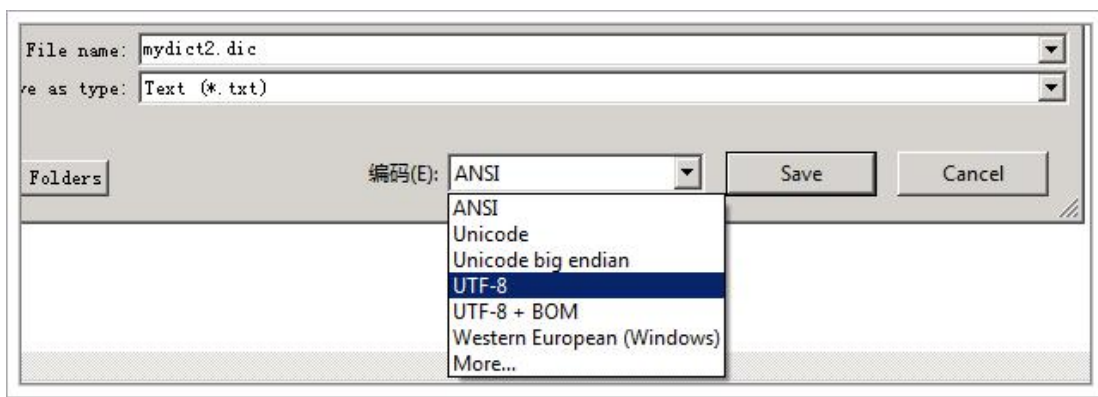 File name: mydict2.dic
ve as type: Text (*.txt)
Folders 编码(E): ANSI Save Cancel
ANSI
Unicode
Unicode big endian
UTF-8
UTF-8 + BOM
Western European (Windows)
More...